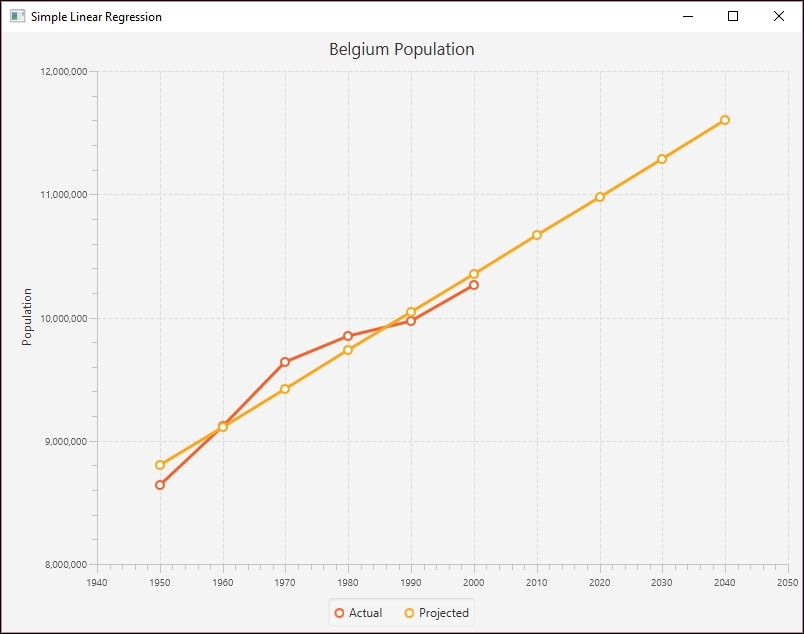 Simple Linear Regression
Belgium Population
12,000,000
11,000,000
10,000,000
9,000,000
8,000,000
Population
1940 1950 1960 1970 1980 1990 2000 2010 2020 2030 2040 2050
Actual Projected